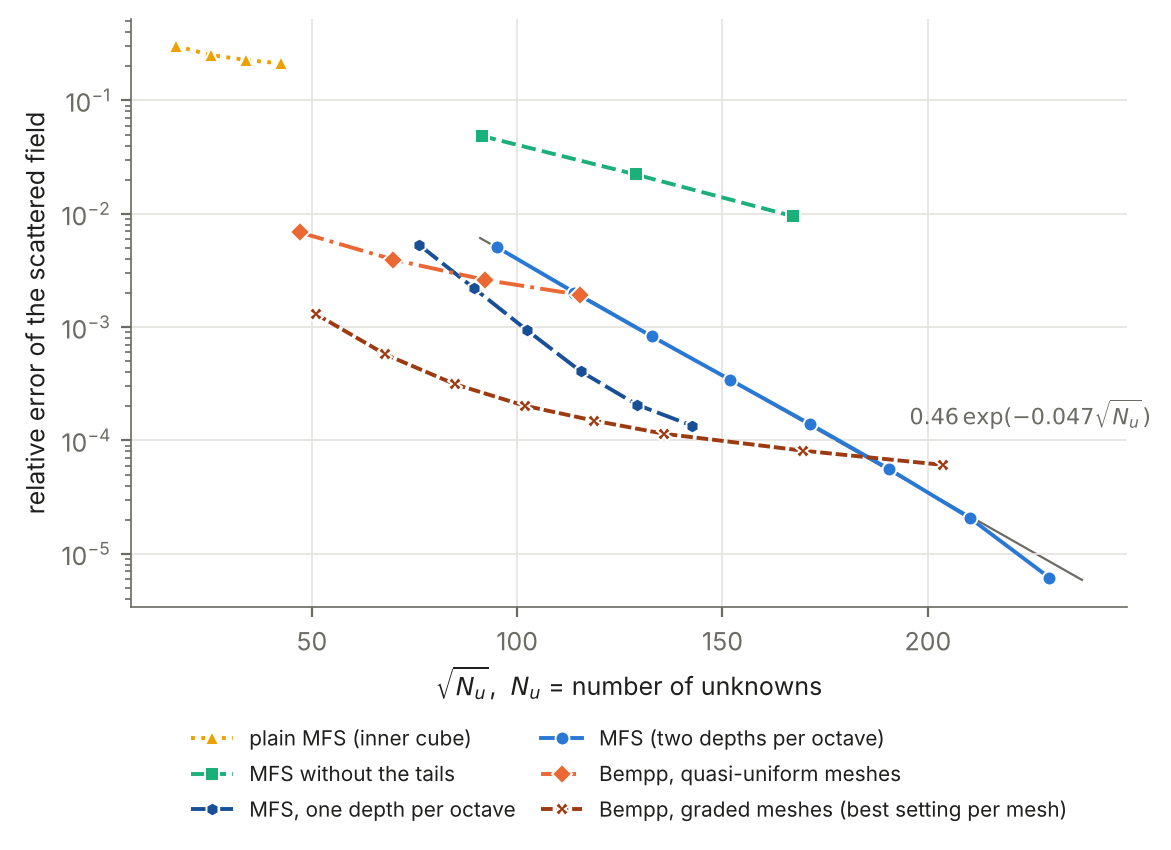 10⁻¹
10⁻²
10⁻³
10⁻⁴
10⁻⁵
relative error of the scattered field
0.46 exp(−0.047√Nᵤ)
50 100 150 200
√Nᵤ, Nᵤ = number of unknowns
plain MFS (inner cube)
MFS without the tails
MFS, one depth per octave
MFS (two depths per octave)
Bempp, quasi-uniform meshes
Bempp, graded meshes (best setting per mesh)